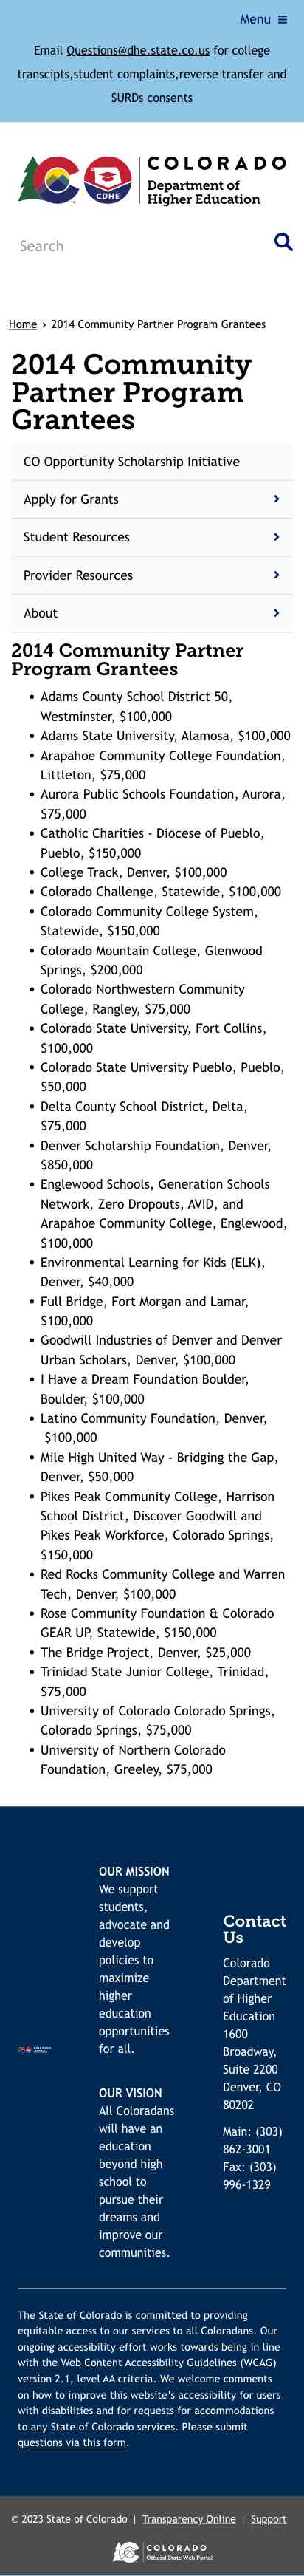 Menu ≡
Email Questions@dhe.state.co.us for college
transcipts,student complaints,reverse transfer and
SURDs consents
CO
CDHE
COLORADO
Department of
Higher Education
Search
Home › 2014 Community Partner Program Grantees
2014 Community
Partner Program
Grantees
CO Opportunity Scholarship Initiative
Apply for Grants ›
Student Resources ›
Provider Resources ›
About ›
2014 Community Partner
Program Grantees
• Adams County School District 50,
Westminster, $100,000
• Adams State University, Alamosa, $100,000
• Arapahoe Community College Foundation,
Littleton, $75,000
• Aurora Public Schools Foundation, Aurora,
$75,000
• Catholic Charities - Diocese of Pueblo,
Pueblo, $150,000
• College Track, Denver, $100,000
• Colorado Challenge, Statewide, $100,000
• Colorado Community College System,
Statewide, $150,000
• Colorado Mountain College, Glenwood
Springs, $200,000
• Colorado Northwestern Community
College, Rangley, $75,000
• Colorado State University, Fort Collins,
$100,000
• Colorado State University Pueblo, Pueblo,
$50,000
• Delta County School District, Delta,
$75,000
• Denver Scholarship Foundation, Denver,
$850,000
• Englewood Schools, Generation Schools
Network, Zero Dropouts, AVID, and
Arapahoe Community College, Englewood,
$100,000
• Environmental Learning for Kids (ELK),
Denver, $40,000
• Full Bridge, Fort Morgan and Lamar,
$100,000
• Goodwill Industries of Denver and Denver
Urban Scholars, Denver, $100,000
• I Have a Dream Foundation Boulder,
Boulder, $100,000
• Latino Community Foundation, Denver,
$100,000
• Mile High United Way - Bridging the Gap,
Denver, $50,000
• Pikes Peak Community College, Harrison
School District, Discover Goodwill and
Pikes Peak Workforce, Colorado Springs,
$150,000
• Red Rocks Community College and Warren
Tech, Denver, $100,000
• Rose Community Foundation & Colorado
GEAR UP, Statewide, $150,000
• The Bridge Project, Denver, $25,000
• Trinidad State Junior College, Trinidad,
$75,000
• University of Colorado Colorado Springs,
Colorado Springs, $75,000
• University of Northern Colorado
Foundation, Greeley, $75,000
OUR MISSION
We support
students,
advocate and
develop
policies to
maximize
higher
education
opportunities
for all.
OUR VISION
All Coloradans
will have an
education
beyond high
school to
pursue their
dreams and
improve our
communities.
Contact
Us
Colorado
Department
of Higher
Education
1600
Broadway,
Suite 2200
Denver, CO
80202
Main: (303)
862-3001
Fax: (303)
996-1329
The State of Colorado is committed to providing
equitable access to our services to all Coloradans. Our
ongoing accessibility effort works towards being in line
with the Web Content Accessibility Guidelines (WCAG)
version 2.1, level AA criteria. We welcome comments
on how to improve this website's accessibility for users
with disabilities and for requests for accommodations
to any State of Colorado services. Please submit
questions via this form.
© 2023 State of Colorado | Transparency Online | Support
CO
COLORADO
Official State Web Portal